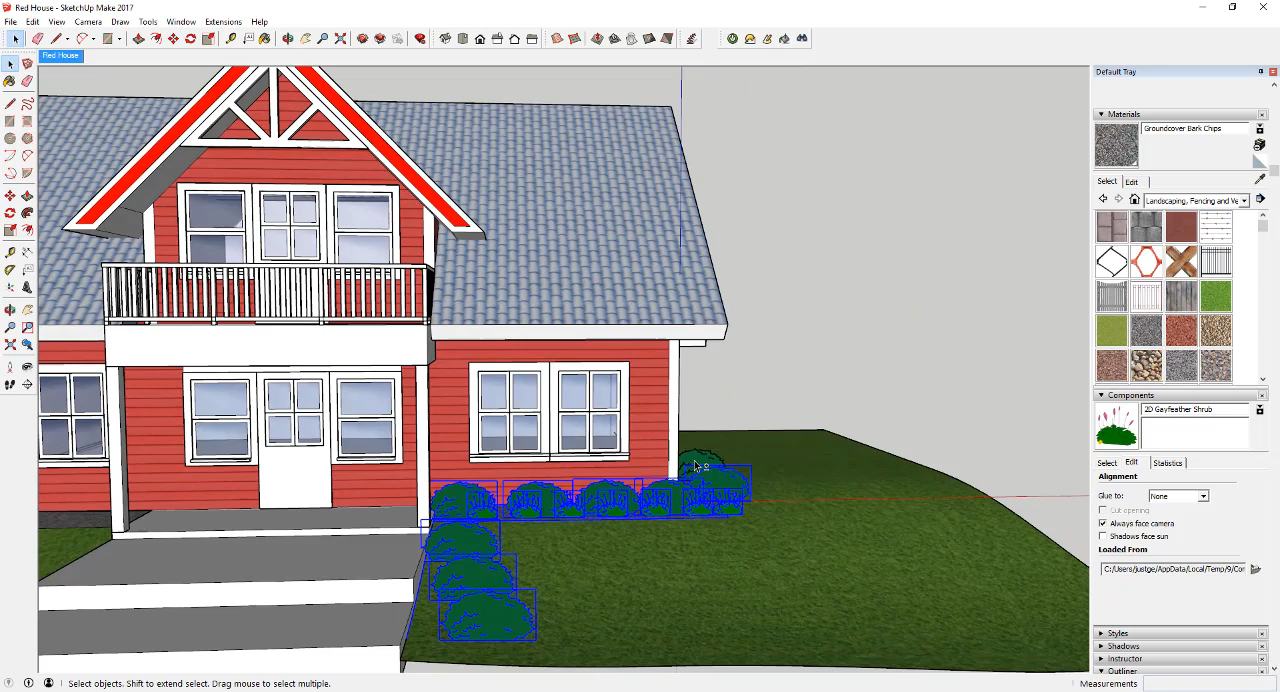 Red House - SketchUp Make 2017
File Edit View Camera Draw Tools Window Extensions Help
Red House
Default Tray
Materials
Groundcover Bark Chips
Select Edit
Landscaping, Fencing and Ve
Components
2D Gayfeather Shrub
Select Edit Statistics
Alignment
Glue to: None
Cut opening
Always face camera
Shadows face sun
Loaded From
C:/Users/justge/AppData/Local/Temp/9/Cor
Styles
Shadows
Instructor
Outliner
Select objects. Shift to extend select. Drag mouse to select multiple.
Measurements